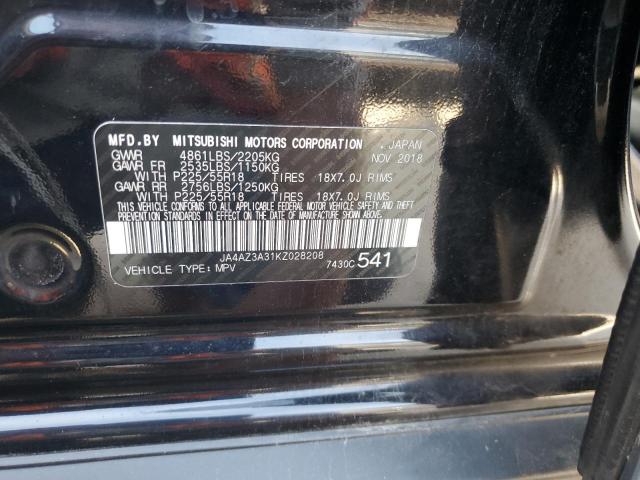 MFD.BY MITSUBISHI MOTORS CORPORATION , JAPAN
GVWR 4861LBS/2205KG NOV 2018
GAWR FR 2535LBS/1150KG
WITH P225/55R18 TIRES 18X7.0J RIMS
GAWR RR 2756LBS/1250KG
WITH P225/55R18 TIRES 18X7.0J RIMS
THIS VEHICLE CONFORMS TO ALL APPLICABLE FEDERAL MOTOR VEHICLE SAFETY AND THEFT
PREVENTION STANDARDS IN EFFECT ON THE DATE OF MANUFACTURE SHOWN ABOVE.
JA4AZ3A31KZ028208
VEHICLE TYPE: MPV 7430C 541